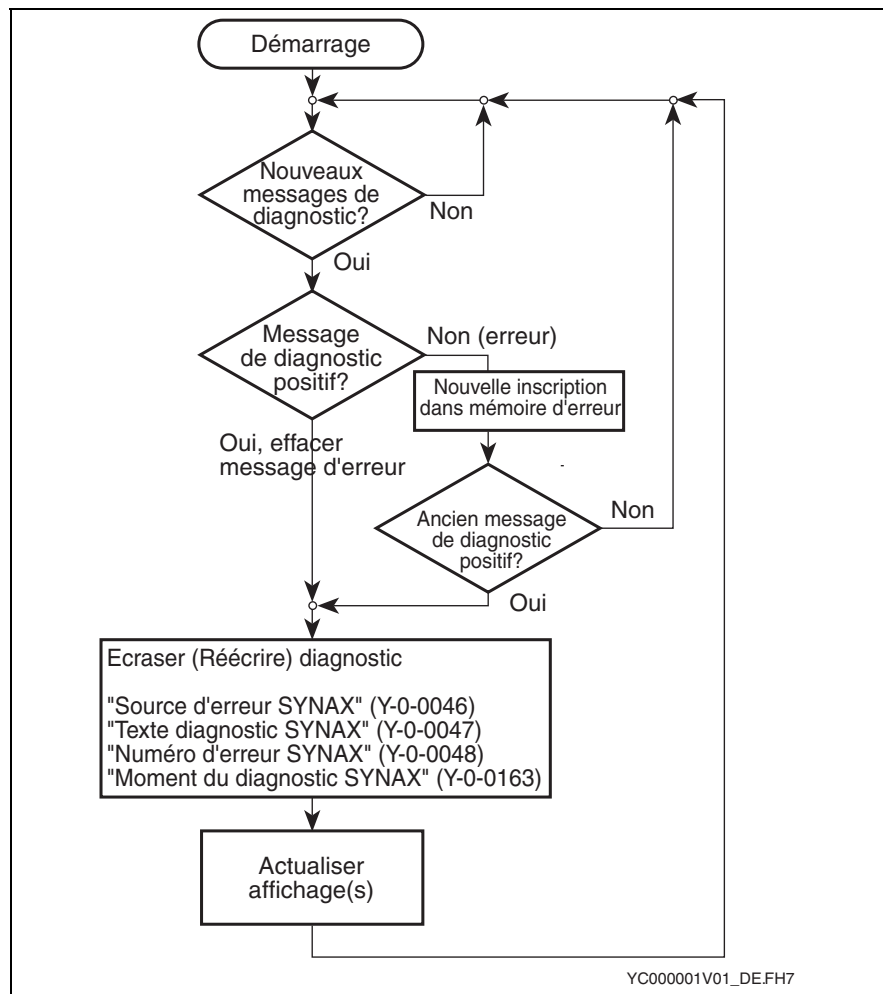 Démarrage
Nouveaux
messages de
diagnostic?
Non
Oui
Message
de diagnostic
positif?
Non (erreur)
Nouvelle inscription
dans mémoire d'erreur
Oui, effacer
message d'erreur
Ancien message
de diagnostic
positif?
Non
Oui
Ecraser (Réécrire) diagnostic
"Source d'erreur SYNAX" (Y-0-0046)
"Texte diagnostic SYNAX" (Y-0-0047)
"Numéro d'erreur SYNAX" (Y-0-0048)
"Moment du diagnostic SYNAX" (Y-0-0163)
Actualiser
affichage(s)
YC000001V01_DE.FH7